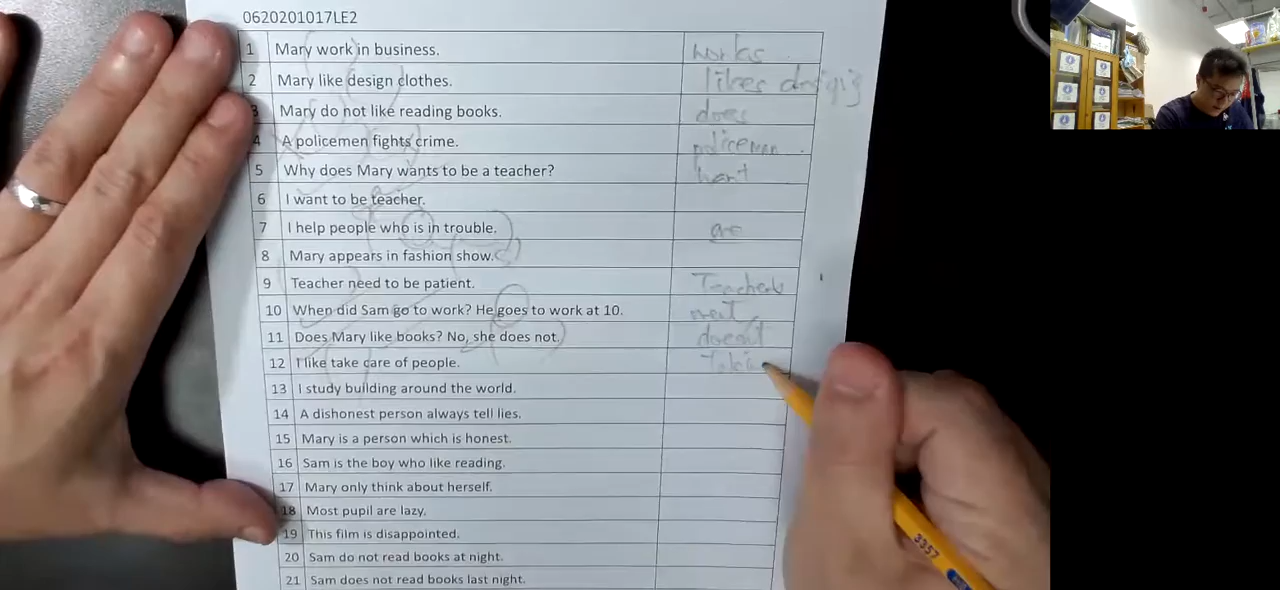 0620201017LE2
1 Mary work in business. works
2 Mary like design clothes. likes
3 Mary do not like reading books. does
4 A policemen fights crime. policeman
5 Why does Mary wants to be a teacher? want
6 I want to be teacher.
7 I help people who is in trouble. are
8 Mary appears in fashion show.
9 Teacher need to be patient. Teachers
10 When did Sam go to work? He goes to work at 10. went
11 Does Mary like books? No, she does not. doesn't
12 I like take care of people.
13 I study building around the world.
14 A dishonest person always tell lies.
15 Mary is a person which is honest.
16 Sam is the boy who like reading.
17 Mary only think about herself.
18 Most pupil are lazy.
19 This film is disappointed.
20 Sam do not read books at night.
21 Sam does not read books last night.
3357